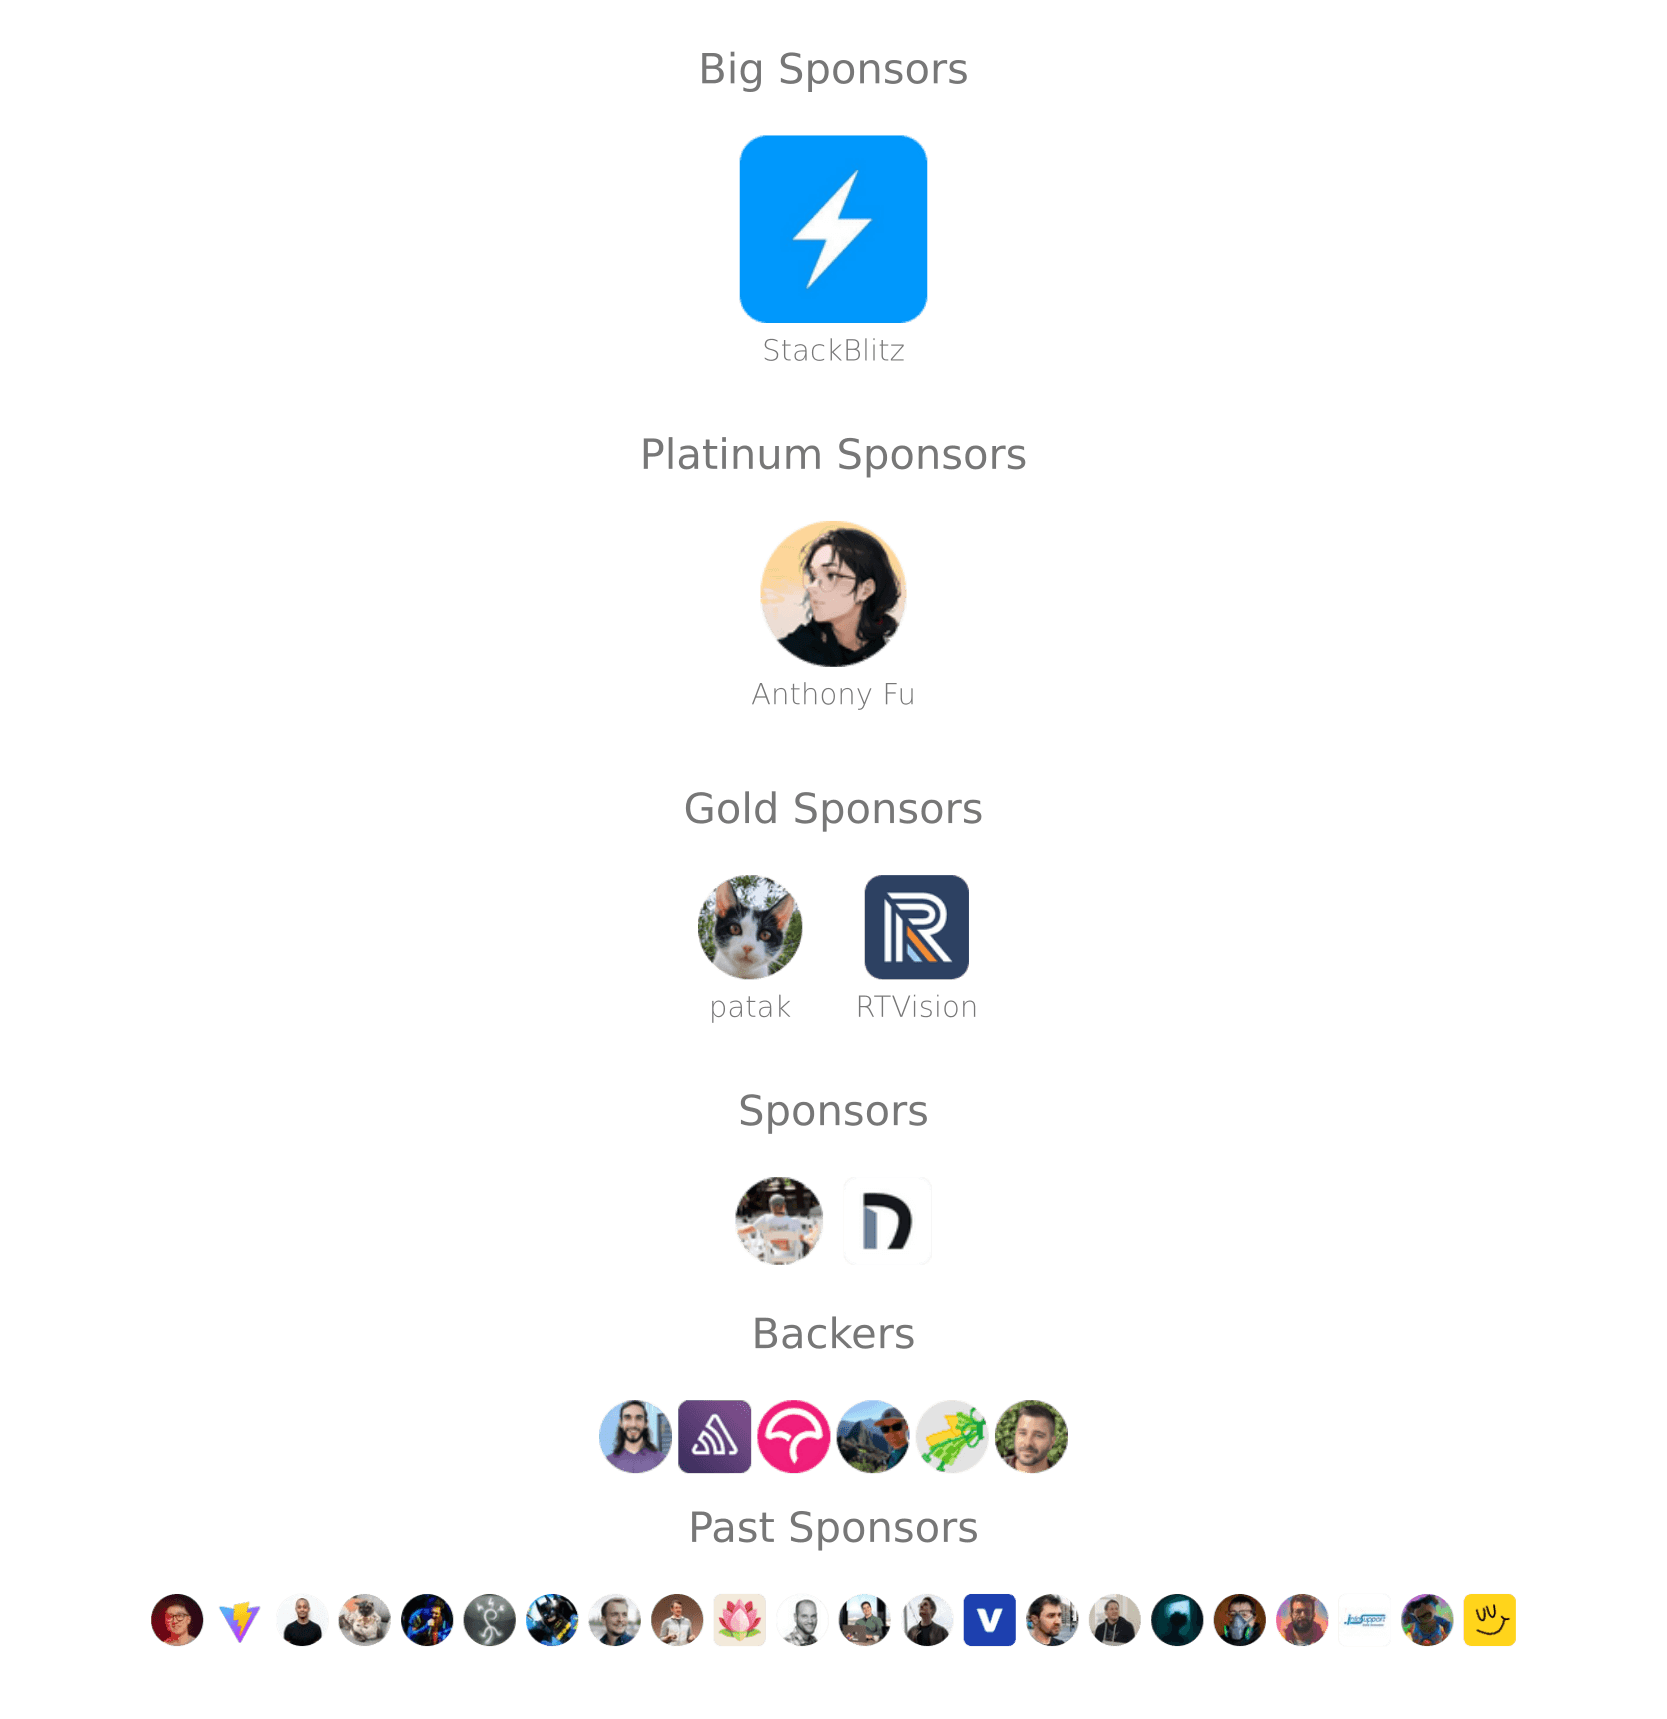 Big Sponsors
StackBlitz
Platinum Sponsors
Anthony Fu
Gold Sponsors
patak
RTVision
Sponsors
Backers
Past Sponsors
V